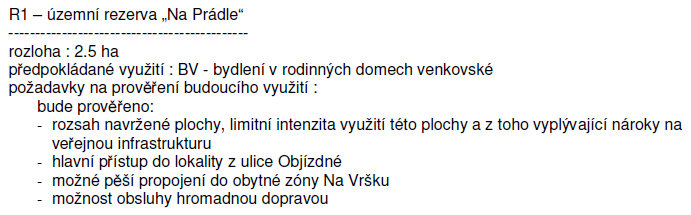 R1 – územní rezerva „Na Prádle“
---------------------------------------------
rozloha : 2.5 ha
předpokládané využití : BV - bydlení v rodinných domech venkovské
požadavky na prověření budoucího využití :
bude prověřeno:
- rozsah navržené plochy, limitní intenzita využití této plochy a z toho vyplývající nároky na
veřejnou infrastrukturu
- hlavní přístup do lokality z ulice Objízdné
- možné pěší propojení do obytné zóny Na Vršku
- možnost obsluhy hromadnou dopravou